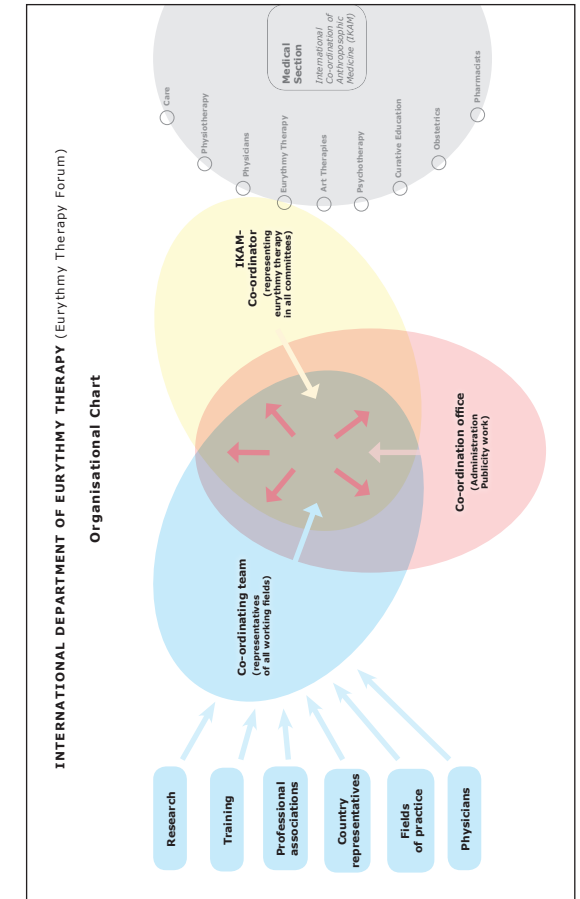 INTERNATIONAL DEPARTMENT OF EURYTHMY THERAPY (Eurythmy Therapy Forum)
Organisational Chart
Research
Training
Professional
associations
Country
representatives
Fields
of practice
Physicians
Co-ordinating team
(representatives
of all working fields)
IKAM-
Co-ordinator
(representing
eurythmy therapy
in all committees)
Co-ordination office
(Administration
Publicity work)
Care
Physiotherapy
Physicians
Eurythmy Therapy
Art Therapies
Psychotherapy
Curative Education
Obstetrics
Pharmacists
Medical
Section
International
Co-ordination of
Anthroposophic
Medicine (IKAM)